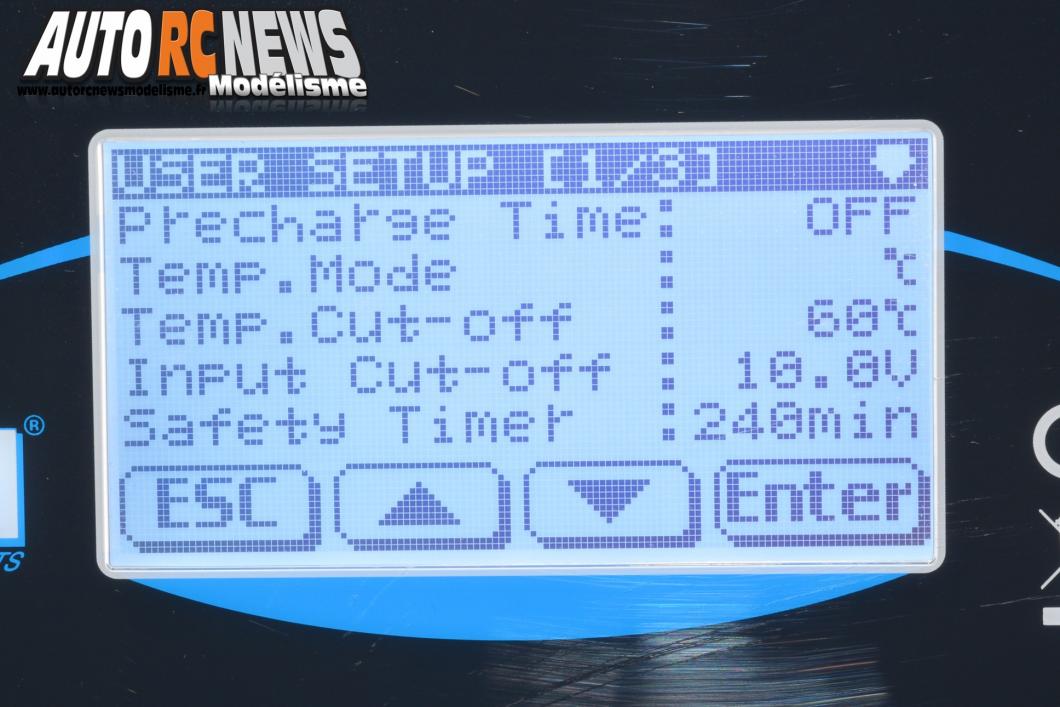 AUTO RC NEWS
www.autorcnewsmodelisme.fr Modélisme
USER SETUP [1/3]
Precharge Time: OFF
Temp.Mode : ℃
Temp.Cut-off : 60℃
Input Cut-off : 10.0V
Safety Timer :240min
ESC ▲ ▼ Enter
®